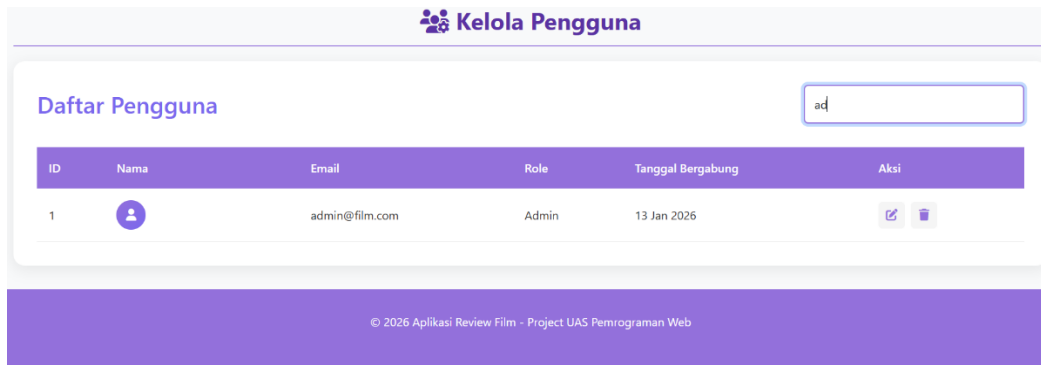 Kelola Pengguna
Daftar Pengguna
ad
ID Nama Email Role Tanggal Bergabung Aksi
1 admin@film.com Admin 13 Jan 2026
© 2026 Aplikasi Review Film - Project UAS Pemrograman Web